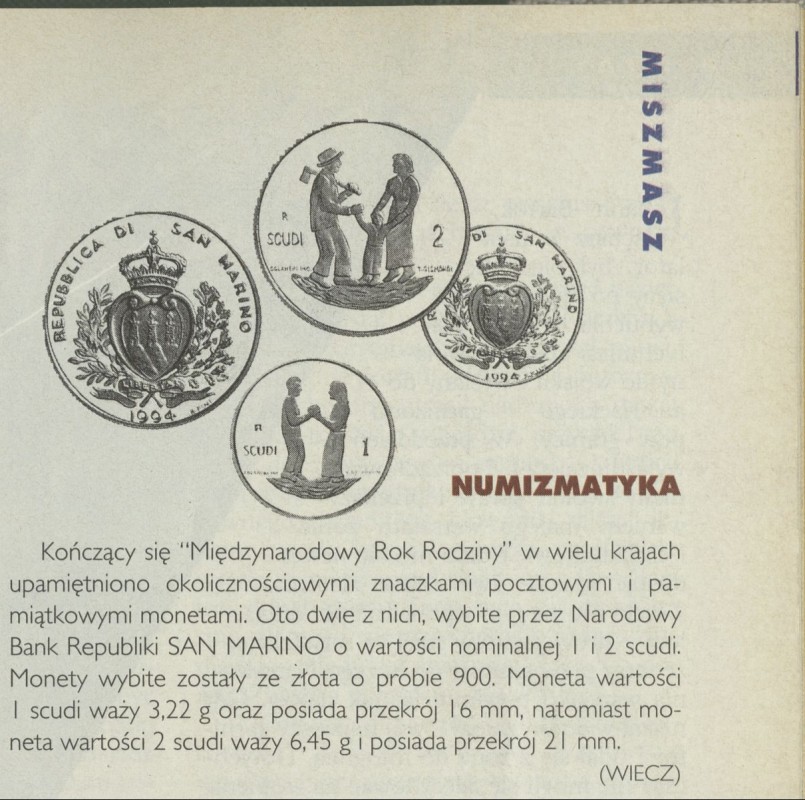 MISZMASZ
R
SCUDI
2
REPUBBLICA DI SAN MARINO
1994
DI SAN MARINO
1994
R
SCUDI
1
NUMIZMATYKA
Kończący się “Międzynarodowy Rok Rodziny” w wielu krajach
upamiętniono okolicznościowymi znaczkami pocztowymi i pa-
miątkowymi monetami. Oto dwie z nich, wybite przez Narodowy
Bank Republiki SAN MARINO o wartości nominalnej 1 i 2 scudi.
Monety wybite zostały ze złota o próbie 900. Moneta wartości
1 scudi waży 3,22 g oraz posiada przekrój 16 mm, natomiast mo-
neta wartości 2 scudi waży 6,45 g i posiada przekrój 21 mm.
(WIECZ)